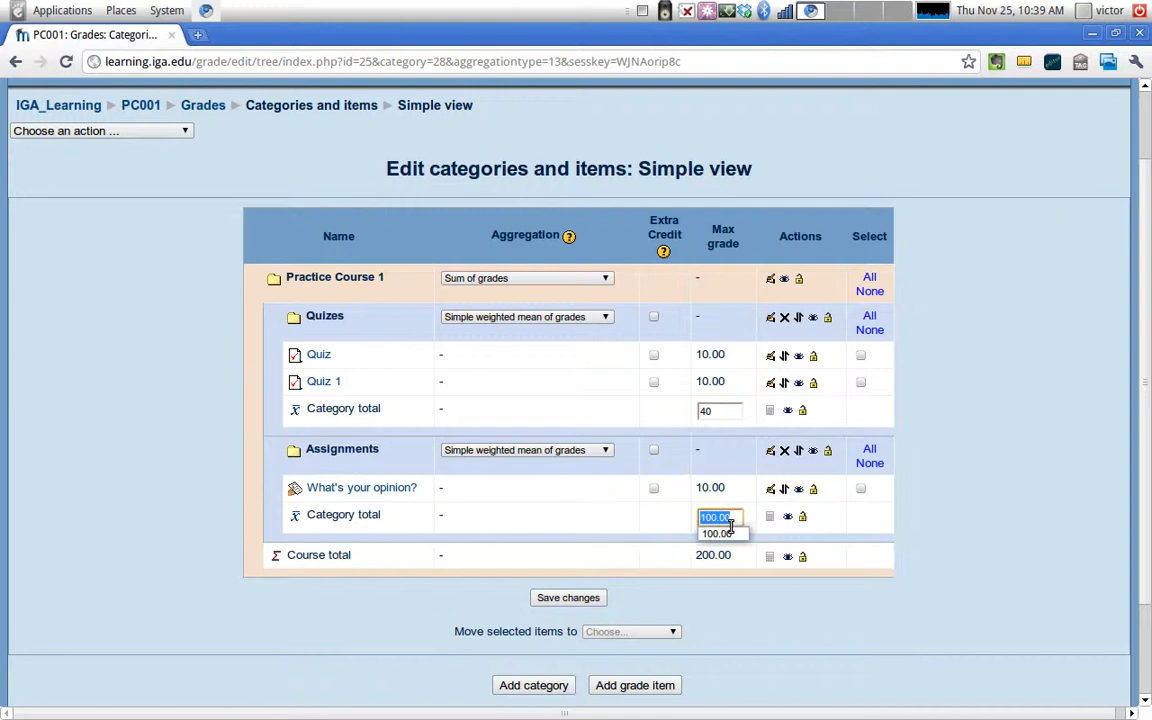 Applications Places System Thu Nov 25, 10:39 AM victor
PC001: Grades: Categori...
learning.iga.edu/grade/edit/tree/index.php?id=25&category=28&aggregationtype=13&sesskey=WJNAorip8c
IGA_Learning PC001 Grades Categories and items Simple view
Choose an action ...
Edit categories and items: Simple view
Name Aggregation Extra Credit Max grade Actions Select
Practice Course 1 Sum of grades - All None
Quizes Simple weighted mean of grades - All None
Quiz - 10.00
Quiz 1 - 10.00
Category total - 40
Assignments Simple weighted mean of grades - All None
What's your opinion? - 10.00
Category total - 100.00
100.00
Course total - 200.00
Save changes
Move selected items to Choose...
Add category Add grade item